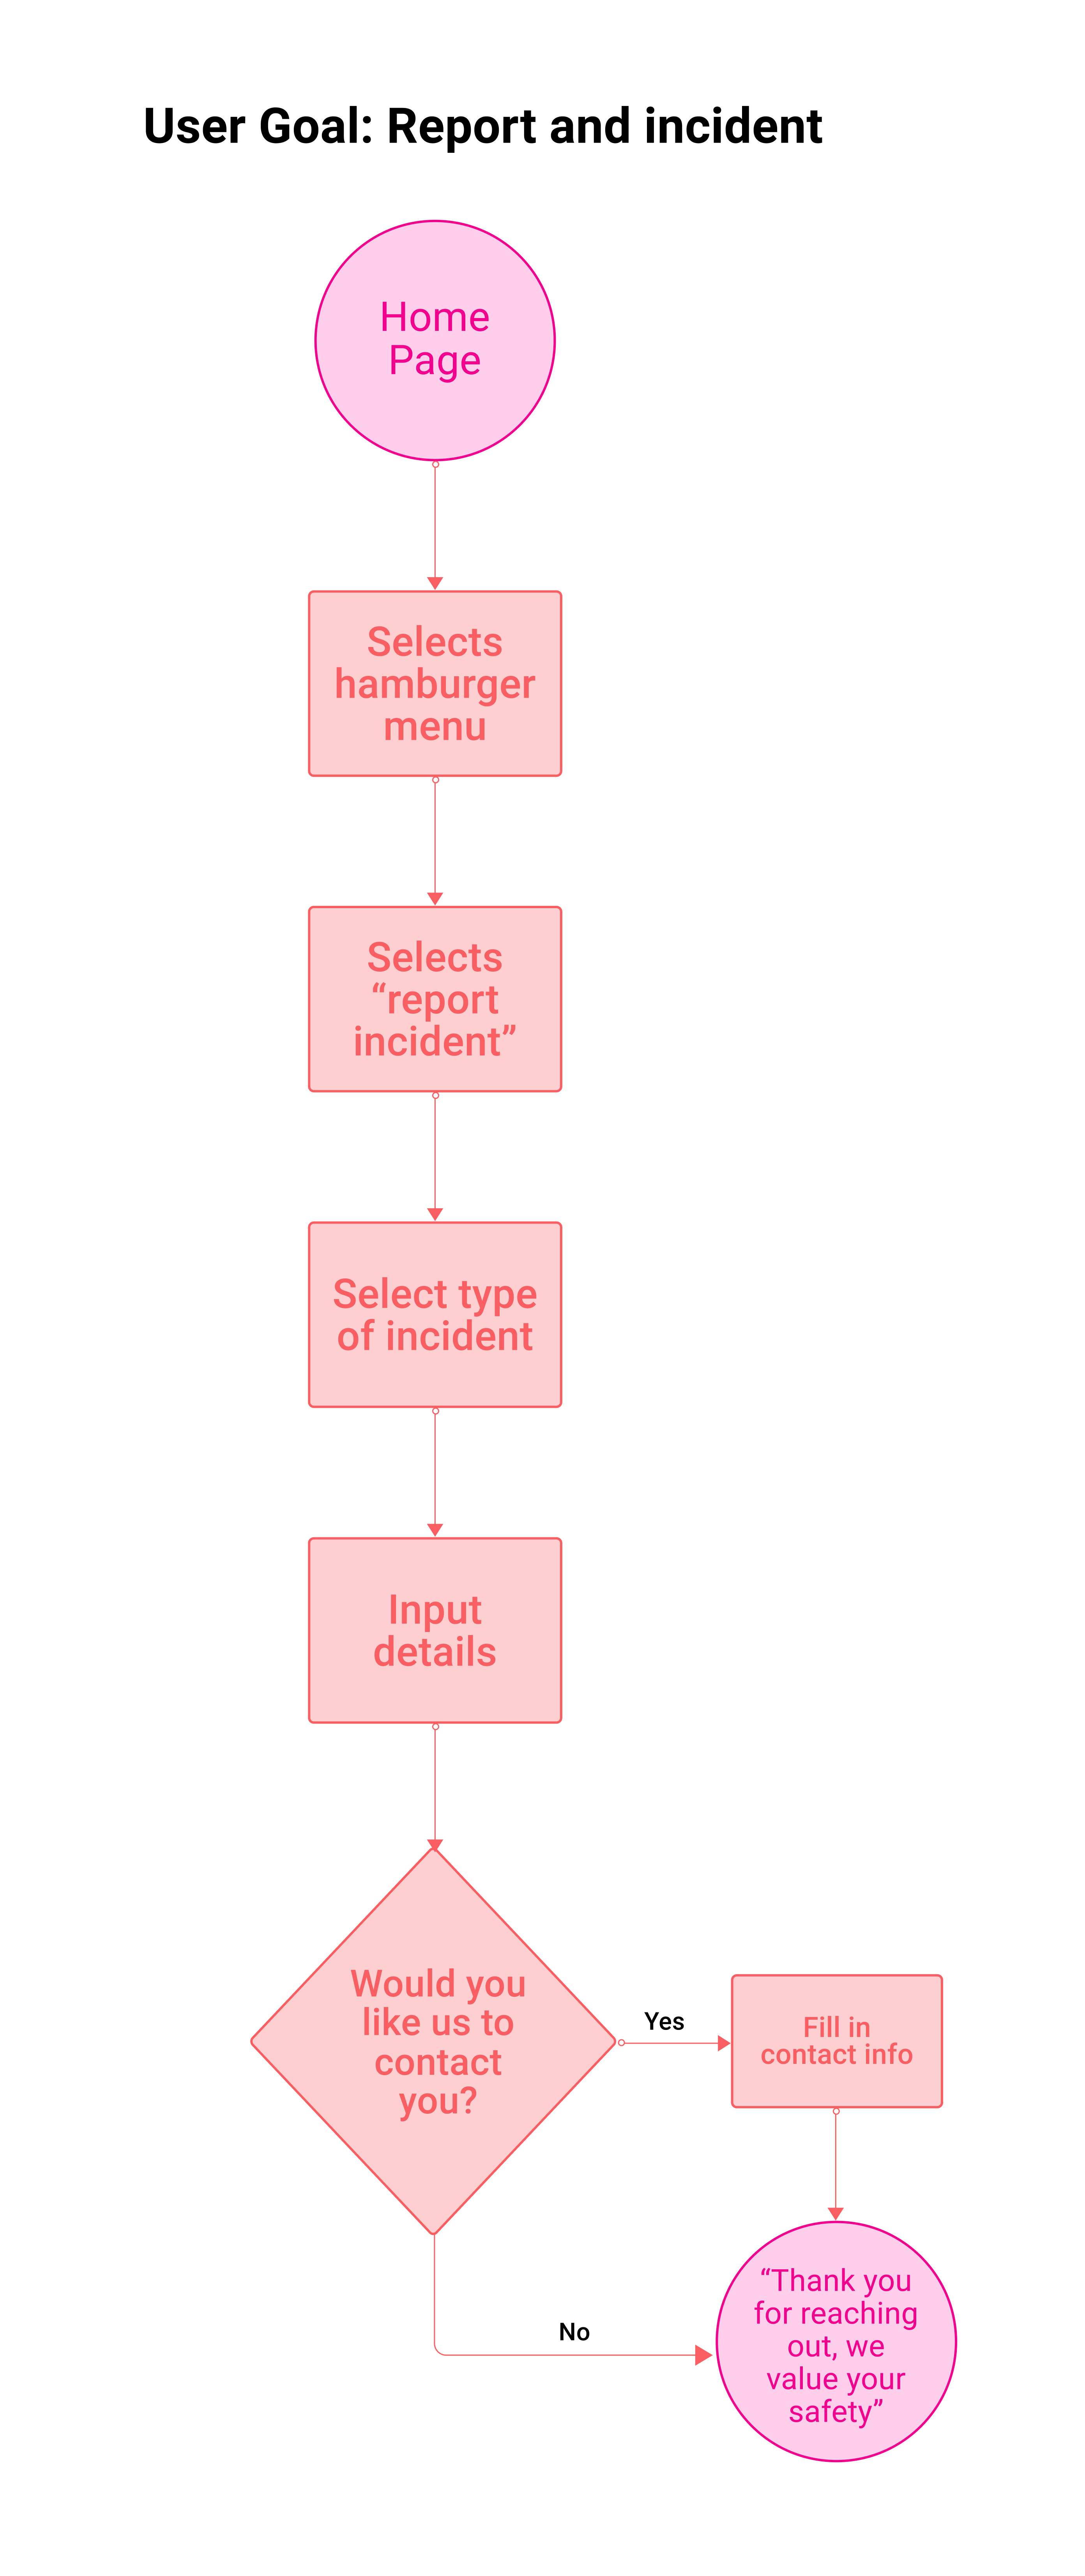 User Goal: Report and incident
Home
Page
Selects
hamburger
menu
Selects
“report
incident”
Select type
of incident
Input
details
Would you
like us to
contact
you?
Yes
Fill in
contact info
No
“Thank you
for reaching
out, we
value your
safety”